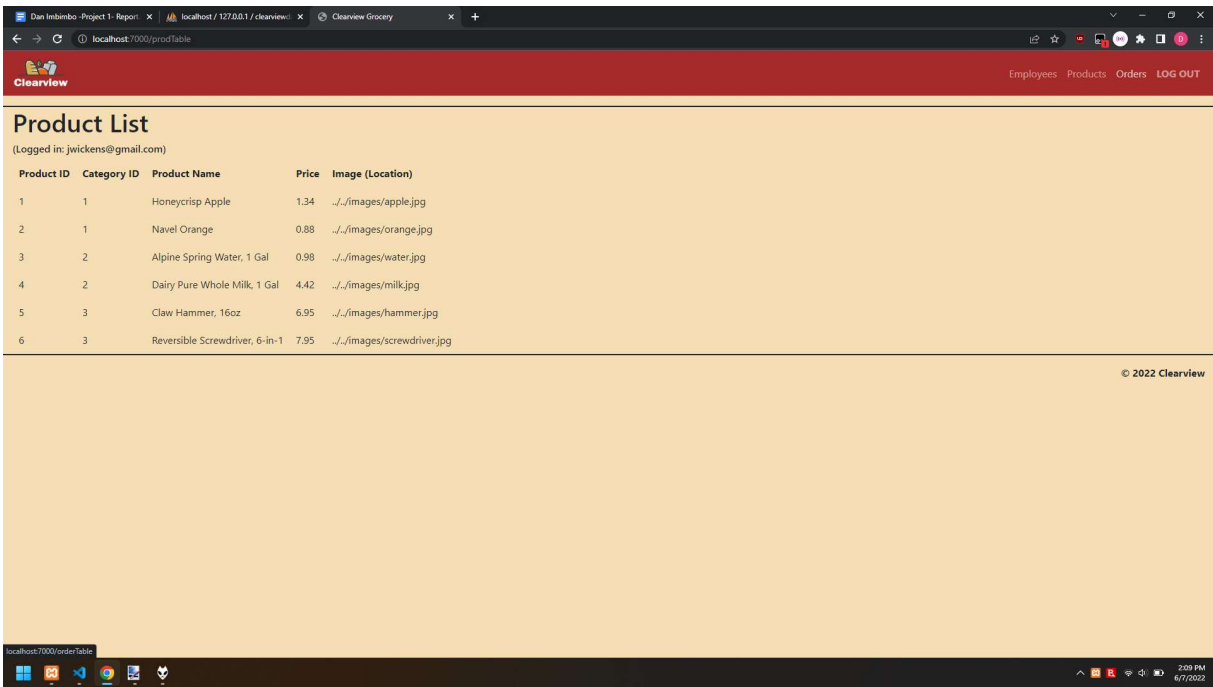 Dan Imbimbo -Project 1- Report
localhost / 127.0.0.1 / clearviewd
Clearview Grocery
localhost:7000/prodTable
Clearview
Employees Products Orders LOG OUT
Product List
(Logged in: jwickens@gmail.com)
Product ID Category ID Product Name Price Image (Location)
1 1 Honeycrisp Apple 1.34 ../../images/apple.jpg
2 1 Navel Orange 0.88 ../../images/orange.jpg
3 2 Alpine Spring Water, 1 Gal 0.98 ../../images/water.jpg
4 2 Dairy Pure Whole Milk, 1 Gal 4.42 ../../images/milk.jpg
5 3 Claw Hammer, 16oz 6.95 ../../images/hammer.jpg
6 3 Reversible Screwdriver, 6-in-1 7.95 ../../images/screwdriver.jpg
© 2022 Clearview
localhost:7000/orderTable
2:09 PM
6/7/2022